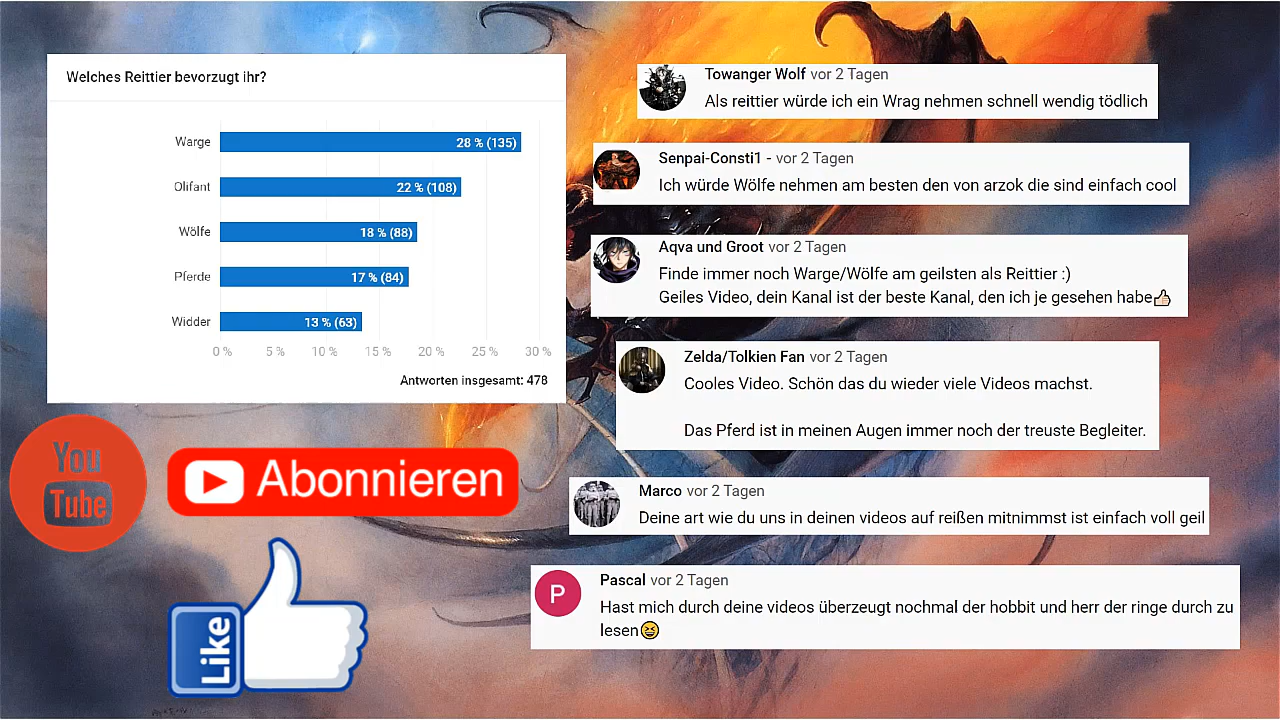 Welches Reittier bevorzugt ihr?
Warge 28 % (135)
Olifant 22 % (108)
Wölfe 18 % (88)
Pferde 17 % (84)
Widder 13 % (63)
0 % 5 % 10 % 15 % 20 % 25 % 30 %
Antworten insgesamt: 478
You
Tube
Abonnieren
Like
Towanger Wolf vor 2 Tagen
Als reittier würde ich ein Wrag nehmen schnell wendig tödlich
Senpai-Consti1 - vor 2 Tagen
Ich würde Wölfe nehmen am besten den von arzok die sind einfach cool
Aqva und Groot vor 2 Tagen
Finde immer noch Warge/Wölfe am geilsten als Reittier :)
Geiles Video, dein Kanal ist der beste Kanal, den ich je gesehen habe👍🏻
Zelda/Tolkien Fan vor 2 Tagen
Cooles Video. Schön das du wieder viele Videos machst.
Das Pferd ist in meinen Augen immer noch der treuste Begleiter.
Marco vor 2 Tagen
Deine art wie du uns in deinen videos auf reißen mitnimmst ist einfach voll geil
P
Pascal vor 2 Tagen
Hast mich durch deine videos überzeugt nochmal der hobbit und herr der ringe durch zu
lesen😆